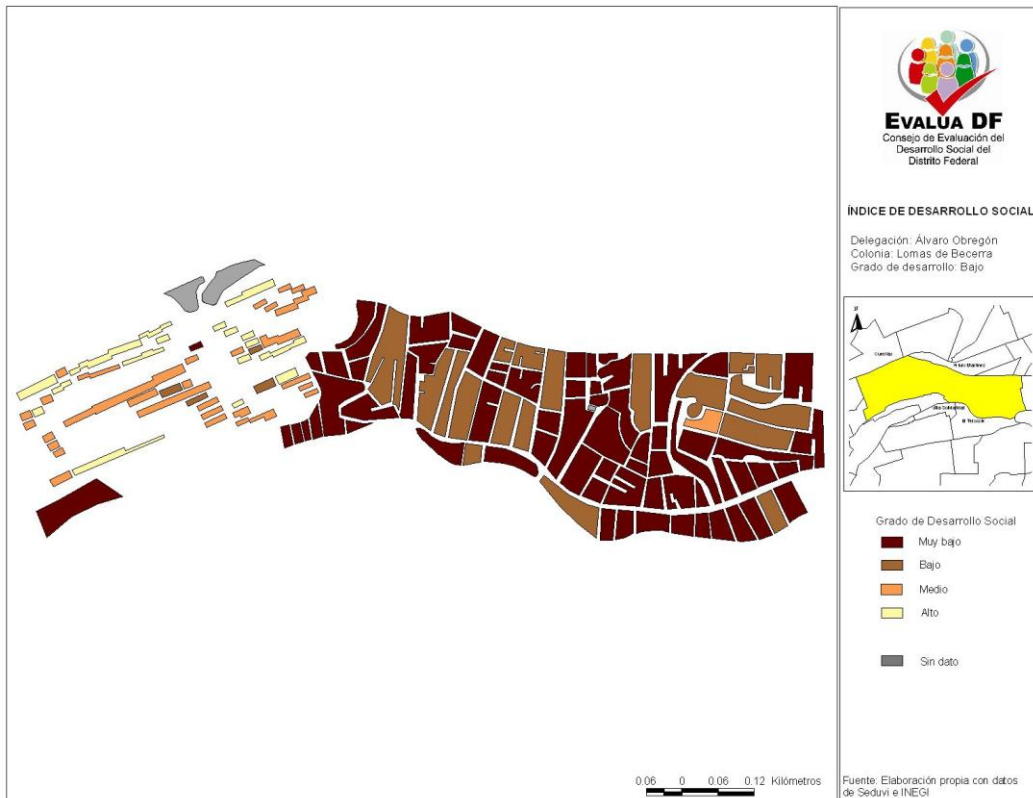 EVALÚA DF
Consejo de Evaluación del
Desarrollo Social del
Distrito Federal
ÍNDICE DE DESARROLLO SOCIAL
Delegación: Álvaro Obregón
Colonia: Lomas de Becerra
Grado de desarrollo: Bajo
Grado de Desarrollo Social
Muy bajo
Bajo
Medio
Alto
Sin dato
0.06 0 0.06 0.12 Kilómetros
Fuente: Elaboración propia con datos
de Seduvi e INEGI